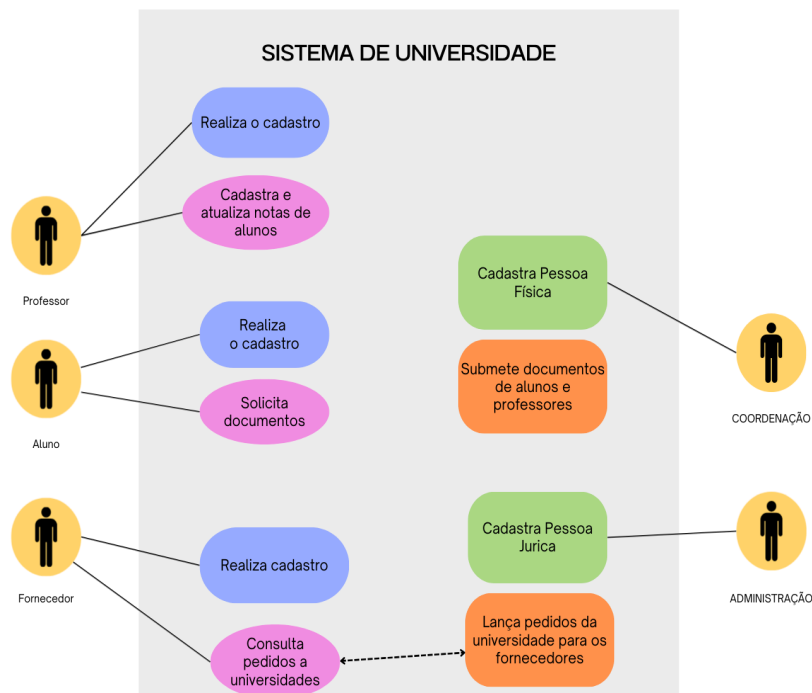 SISTEMA DE UNIVERSIDADE
Realiza o cadastro
Cadastra e
atualiza notas de
alunos
Professor
Cadastra Pessoa
Física
Realiza
o cadastro
Submete documentos
de alunos e
professores
Solicita
documentos
COORDENAÇÃO
Aluno
Cadastra Pessoa
Jurica
Realiza cadastro
Fornecedor
ADMINISTRAÇÃO
Lança pedidos da
universidade para os
fornecedores
Consulta
pedidos a
universidades